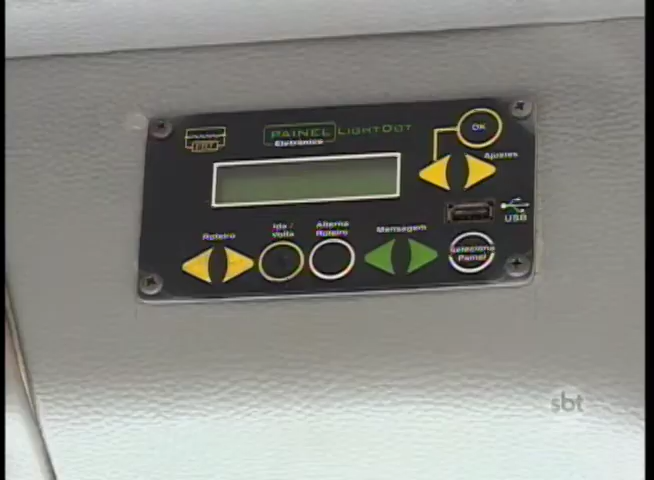 PAINEL LIGHTDOT
Eletrônico
OK
Ajustes
USB
Roteiro
Ida /
Volta
Alterna
Roteiro
Mensagem
Seleciona
Painel
sbt